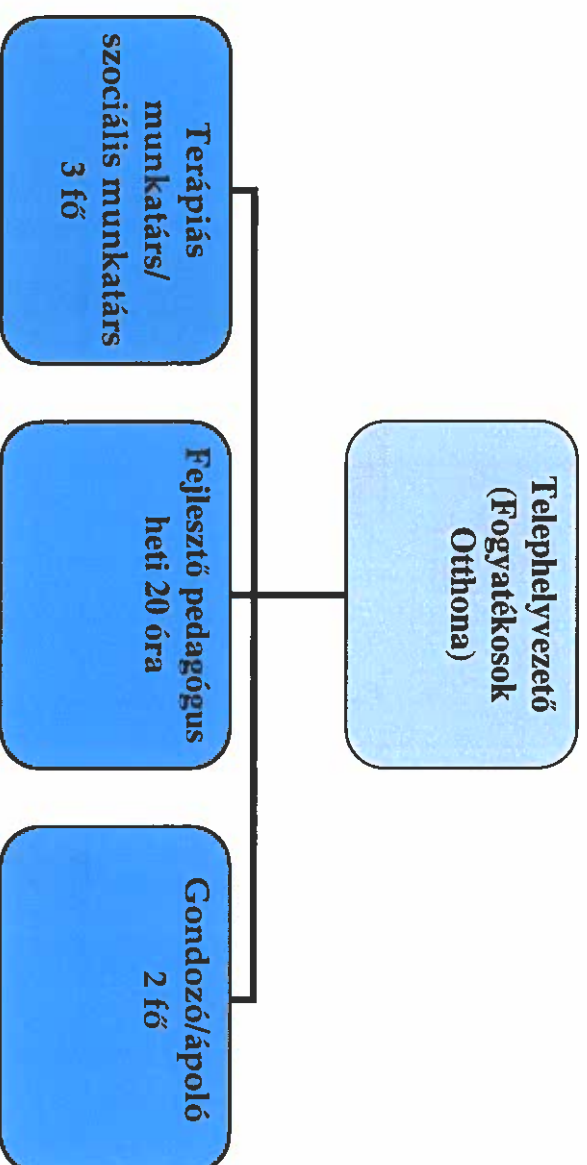 Telephelyvezető
(Fogyatékosok
Otthona)
Terápiás
munkatárs/
szociális munkatárs
3 fő
Fejlesztő pedagógus
heti 20 óra
Gondozó/ápoló
2 fő